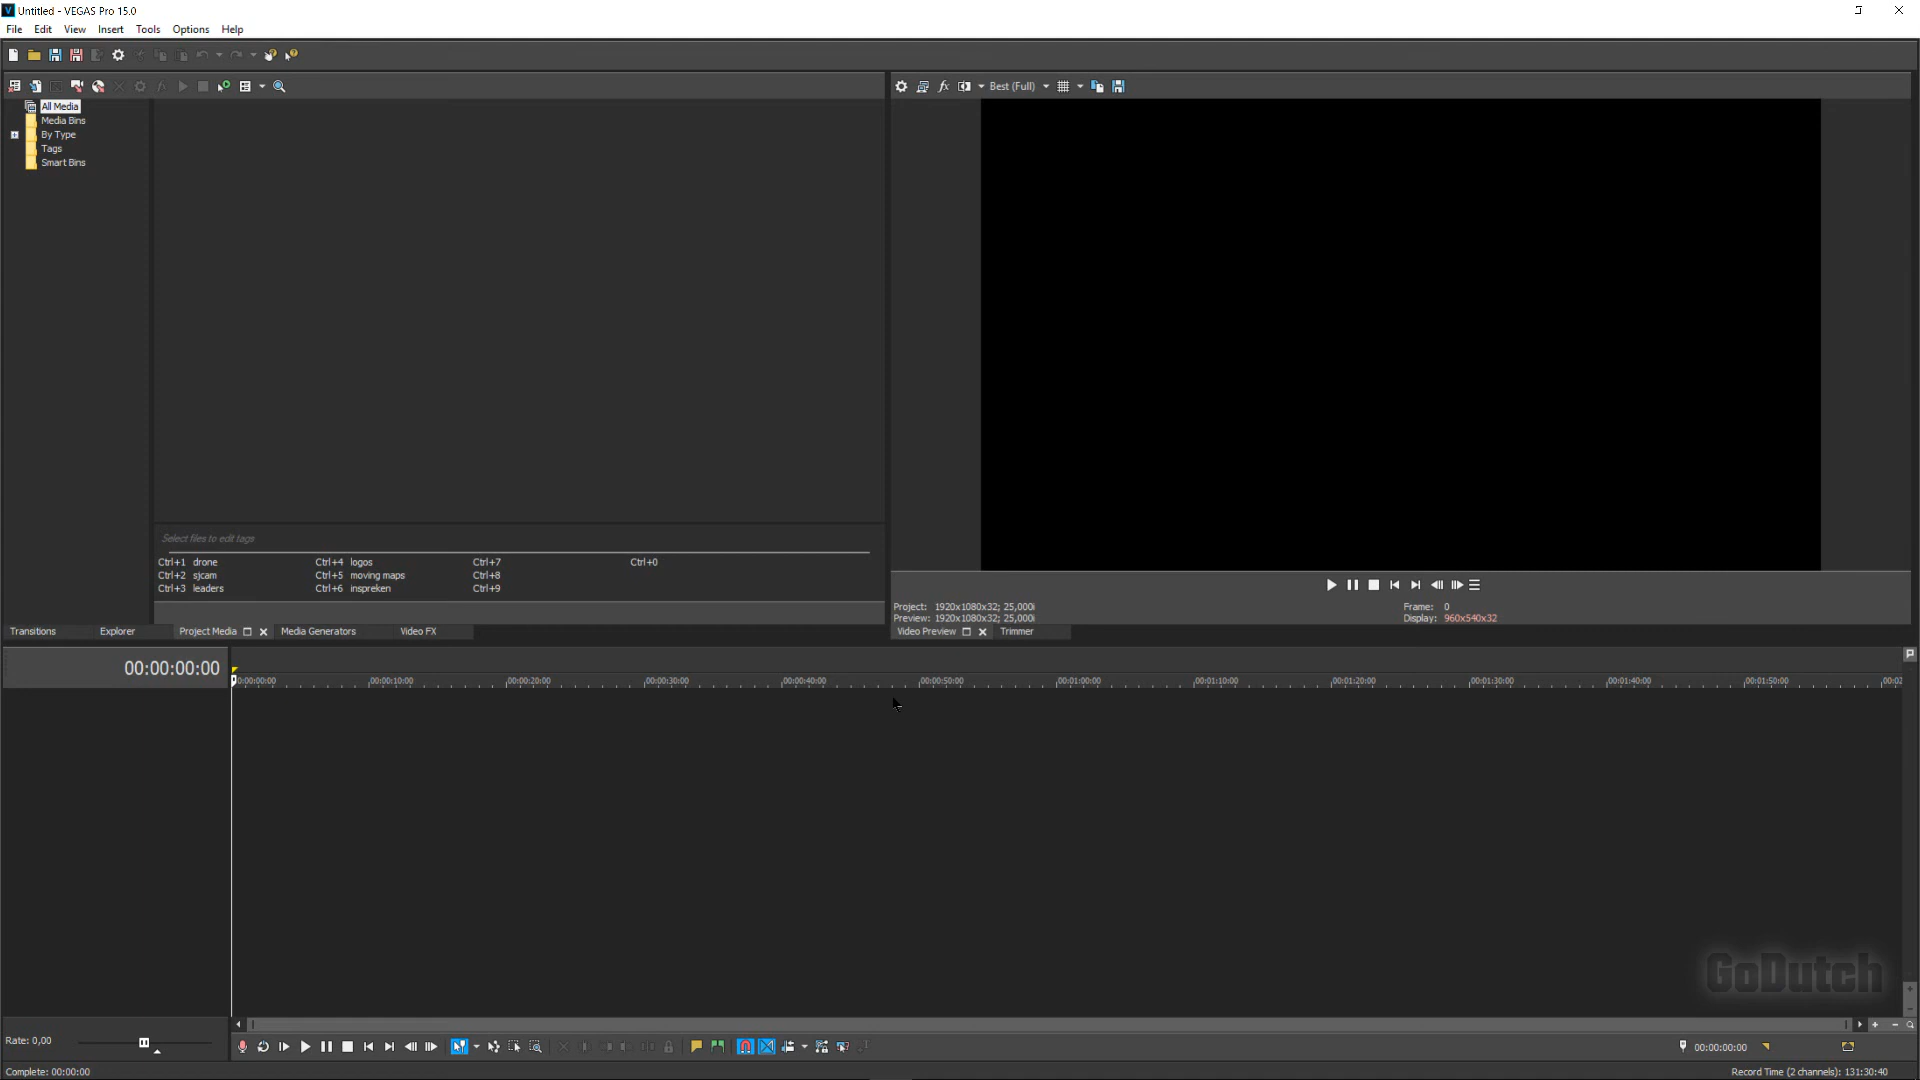 Untitled - VEGAS Pro 15.0
File Edit View Insert Tools Options Help
Best (Full)
All Media
Media Bins
By Type
Tags
Smart Bins
Select files to edit tags
Ctrl+1 drone Ctrl+4 logos Ctrl+7 Ctrl+0
Ctrl+2 sjcam Ctrl+5 moving maps Ctrl+8
Ctrl+3 leaders Ctrl+6 inspreken Ctrl+9
Project: 1920x1080x32; 25,000i Frame: 0
Preview: 1920x1080x32; 25,000i Display: 960x540x32
Transitions Explorer Project Media Media Generators Video FX Video Preview Trimmer
00:00:00:00
00:00:00:00 00:00:10:00 00:00:20:00 00:00:30:00 00:00:40:00 00:00:50:00 00:01:00:00 00:01:10:00 00:01:20:00 00:01:30:00 00:01:40:00 00:01:50:00
GoDutch
Rate: 0,00 00:00:00:00
Complete: 00:00:00 Record Time (2 channels): 131:30:40